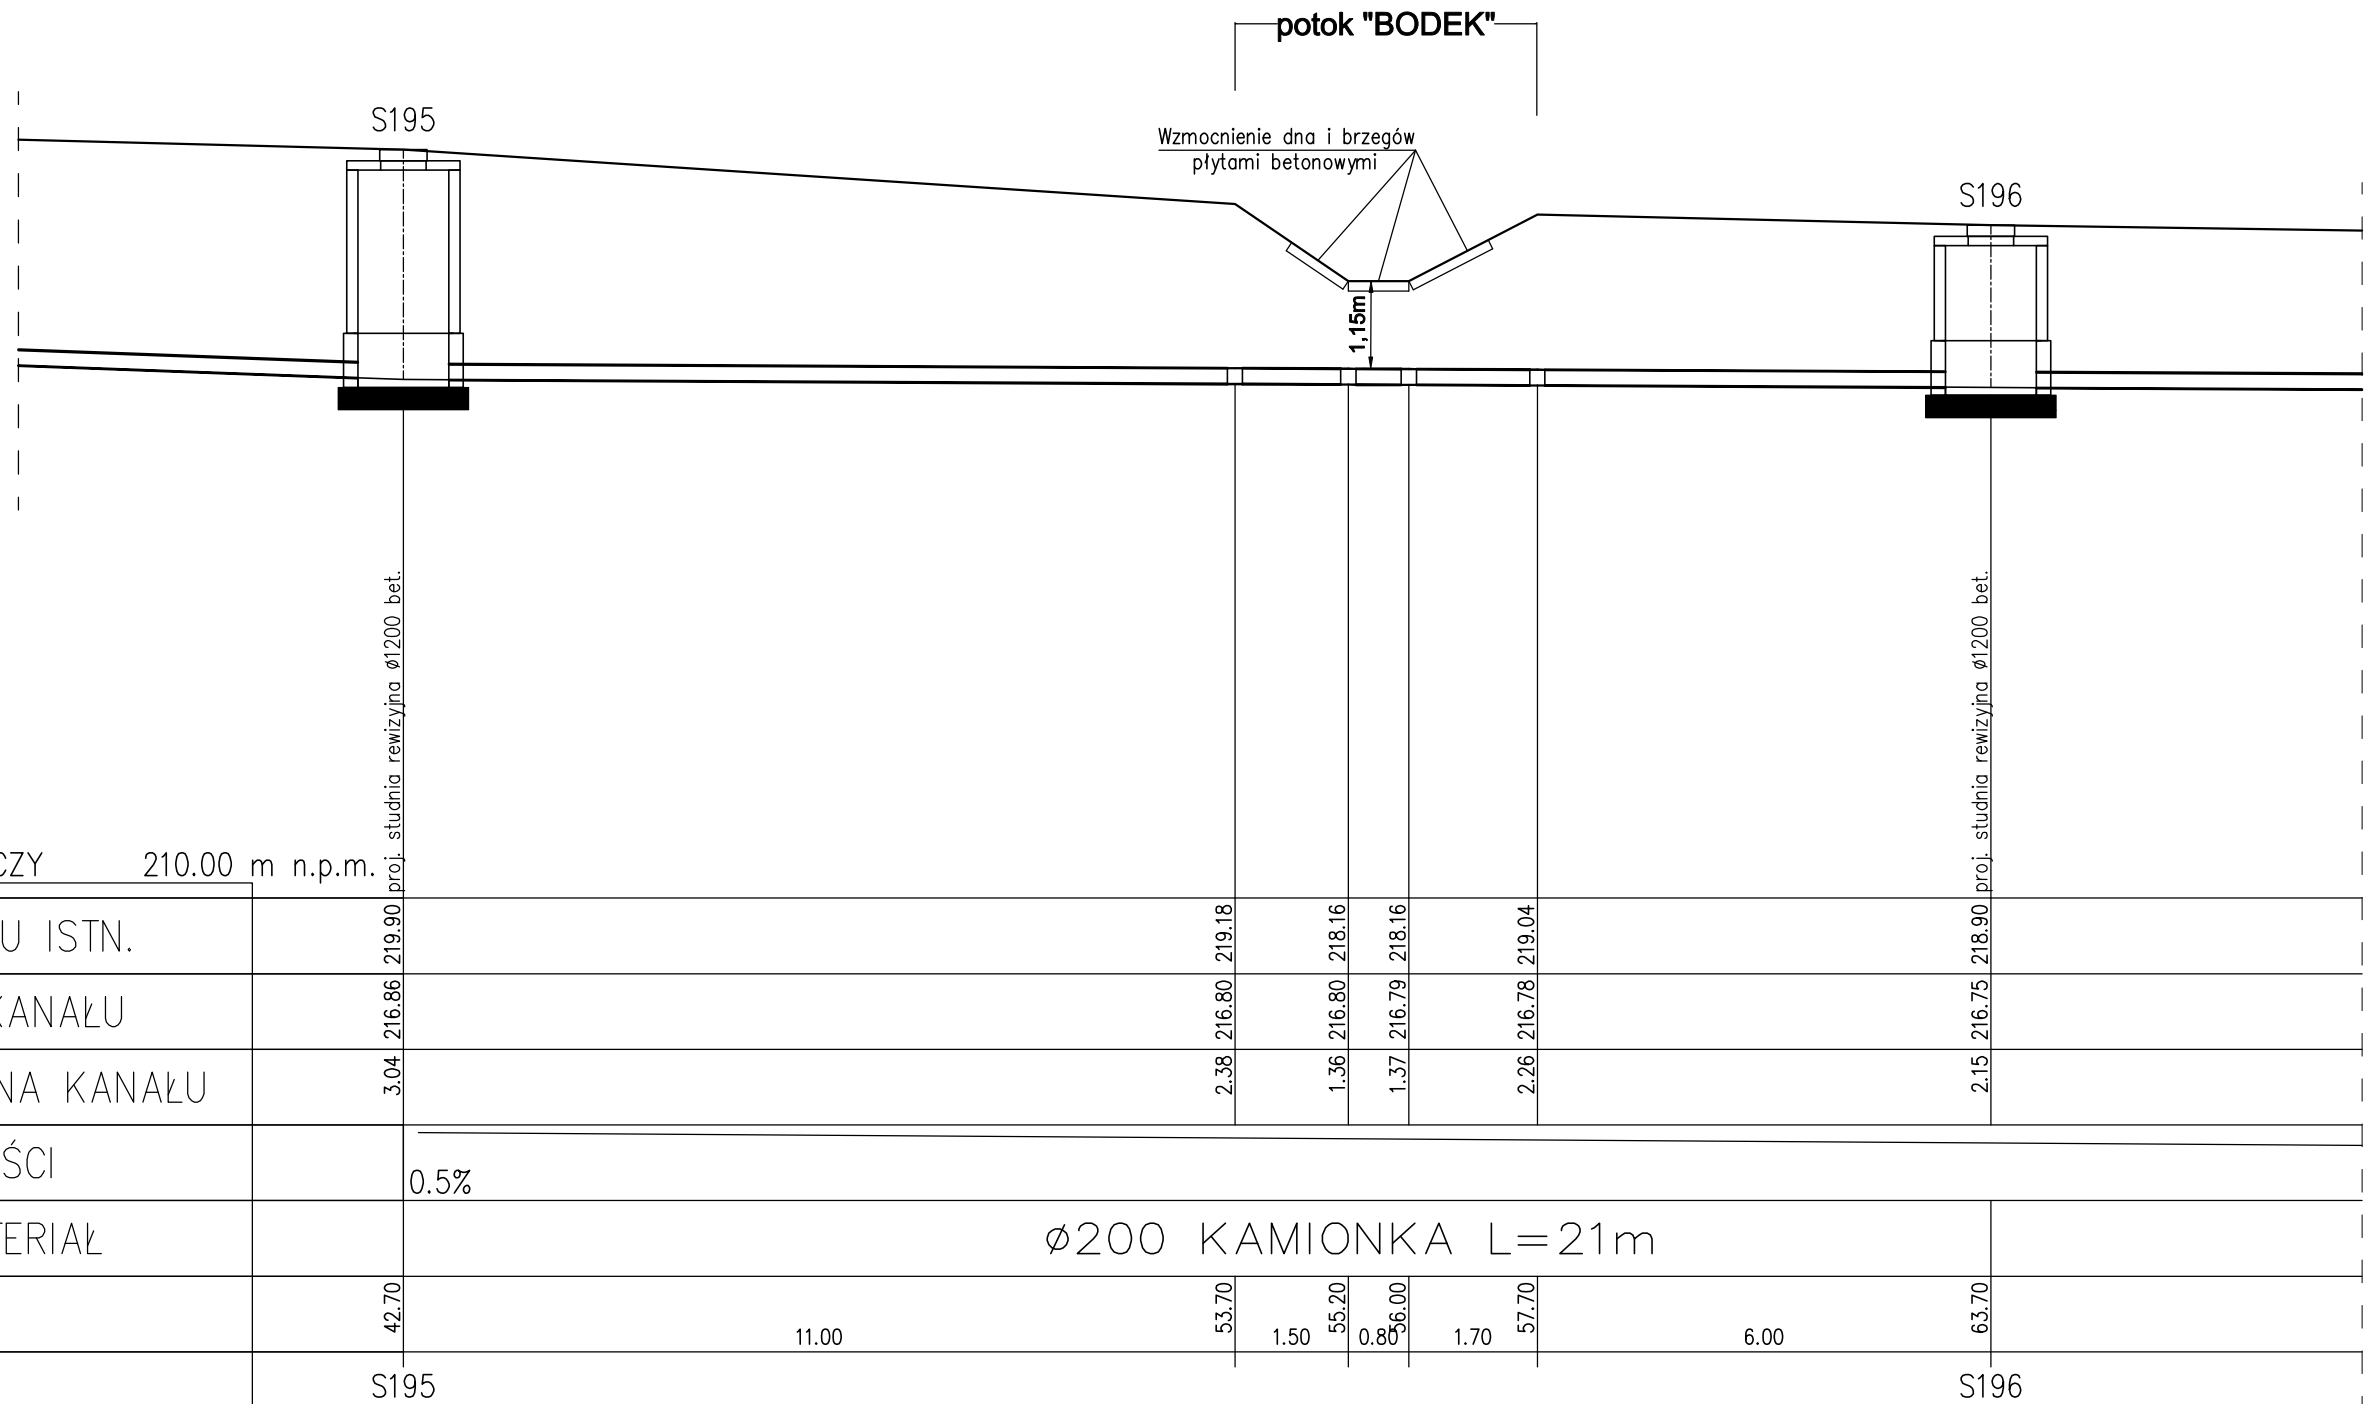 potok "BODEK"
S195
Wzmocnienie dna i brzegów
płytami betonowymi
S196
1,15m
proj. studnia rewizyjna ø1200 bet.
proj. studnia rewizyjna ø1200 bet.
CZY 210.00 m n.p.m.
U ISTN. 219.90 219.18 218.16 218.16 219.04 218.90
KANAŁU 216.86 216.80 216.80 216.79 216.78 216.75
NA KANAŁU 3.04 2.38 1.36 1.37 2.26 2.15
ŚCI
0.5%
TERIAŁ ø200 KAMIONKA L=21m
42.70 53.70 55.20 56.00 57.70 63.70
11.00 1.50 0.80 1.70 6.00
S195 S196